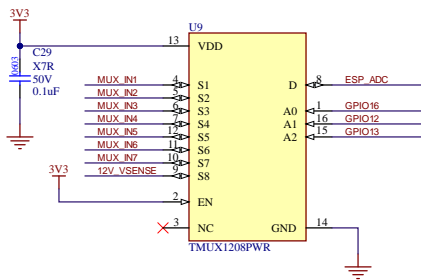 3V3
U9
C29
X7R
50V
0.1uF
0603
13 VDD
MUX_IN1 4 S1
MUX_IN2 5 S2
MUX_IN3 6 S3
MUX_IN4 7 S4
MUX_IN5 12 S5
MUX_IN6 11 S6
MUX_IN7 10 S7
12V_VSENSE 9 S8
D 8 ESP_ADC
A0 1 GPIO16
A1 16 GPIO12
A2 15 GPIO13
3V3
2 EN
3 NC
GND 14
TMUX1208PWR